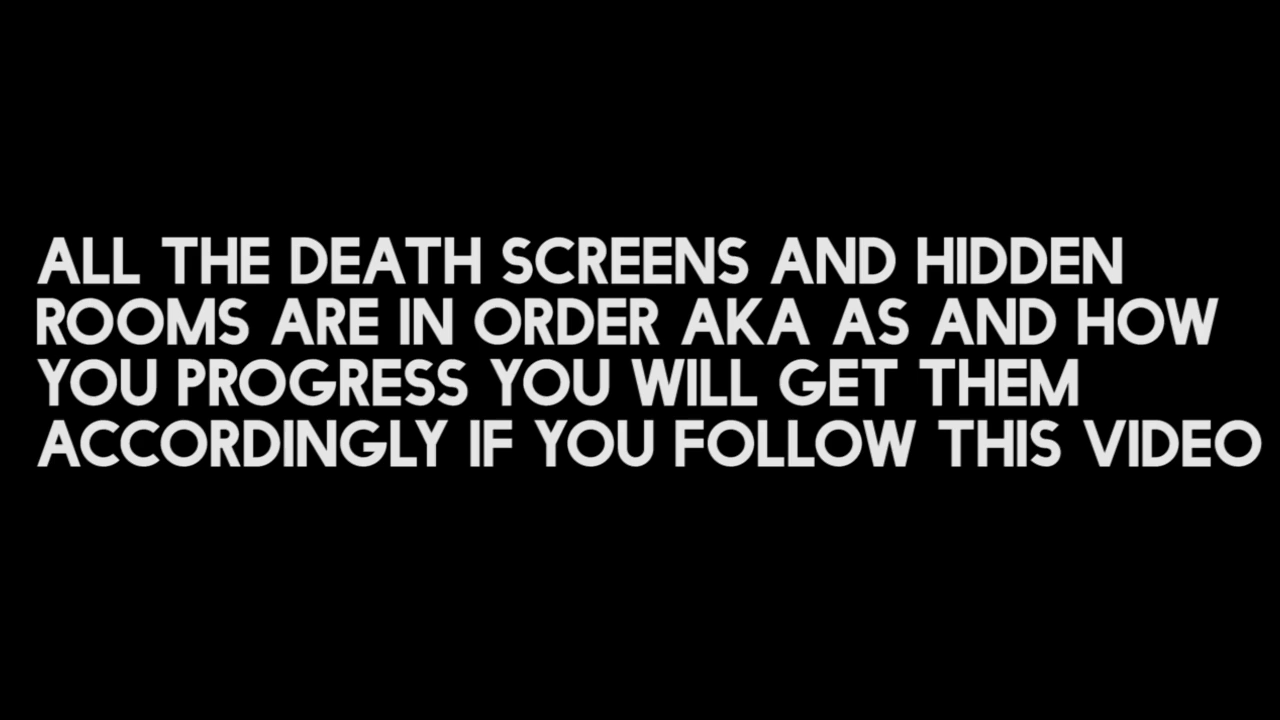 ALL THE DEATH SCREENS AND HIDDEN
ROOMS ARE IN ORDER AKA AS AND HOW
YOU PROGRESS YOU WILL GET THEM
ACCORDINGLY IF YOU FOLLOW THIS VIDEO